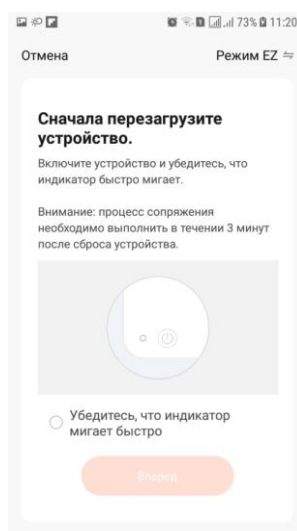 73% 11:20
Отмена Режим EZ
Сначала перезагрузите
устройство.
Включите устройство и убедитесь, что
индикатор быстро мигает.
Внимание: процесс сопряжения
необходимо выполнить в течении 3 минут
после сброса устройства.
Убедитесь, что индикатор
мигает быстро
Вперед